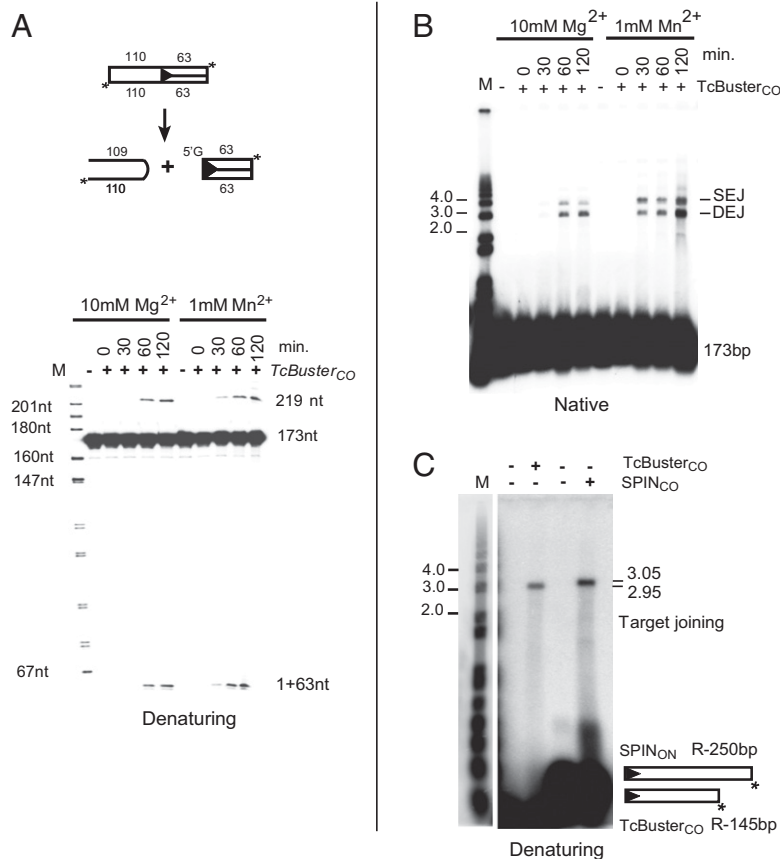 A
110 63
*
*
110 63
109 5'G 63
+
*
*
110 63
10mM Mg2+ 1mM Mn2+
0 30 60 120 0 30 60 120 min.
M - + + + + - + + + + TcBusterCO
201nt
219 nt
180nt
173nt
160nt
147nt
67nt
1+63nt
Denaturing
B
10mM Mg2+ 1mM Mn2+
min.
0 30 60 120 0 30 60 120
M - + + + + - + + + + TcBusterCO
4.0
SEJ
3.0
DEJ
2.0
173bp
Native
C
- + - - TcBusterCO
M - - - + SPINCO
4.0
3.05
3.0
2.95
2.0
Target joining
SPINON R-250bp
*
*
TcBusterCO R-145bp
Denaturing